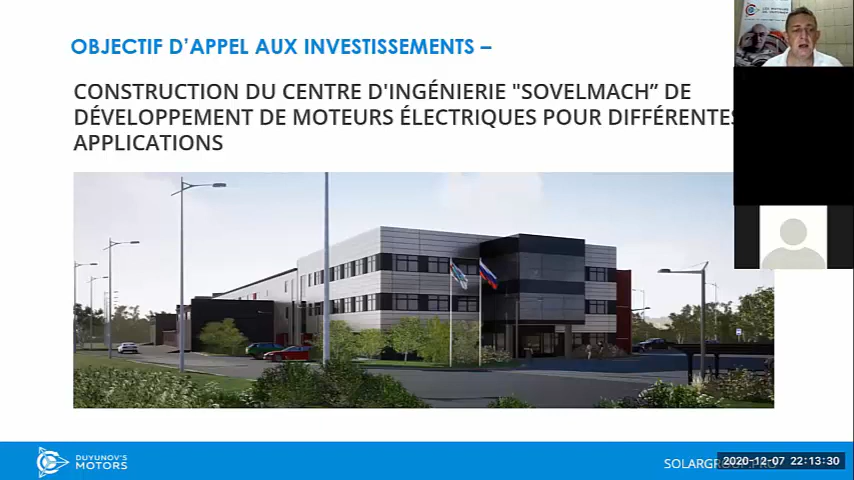 OBJECTIF D'APPEL AUX INVESTISSEMENTS –
CONSTRUCTION DU CENTRE D'INGÉNIERIE "SOVELMACH" DE
DÉVELOPPEMENT DE MOTEURS ÉLECTRIQUES POUR DIFFÉRENTES
APPLICATIONS
DUYUNOV'S
MOTORS
SOLARGR
2020-12-07 22:13:30